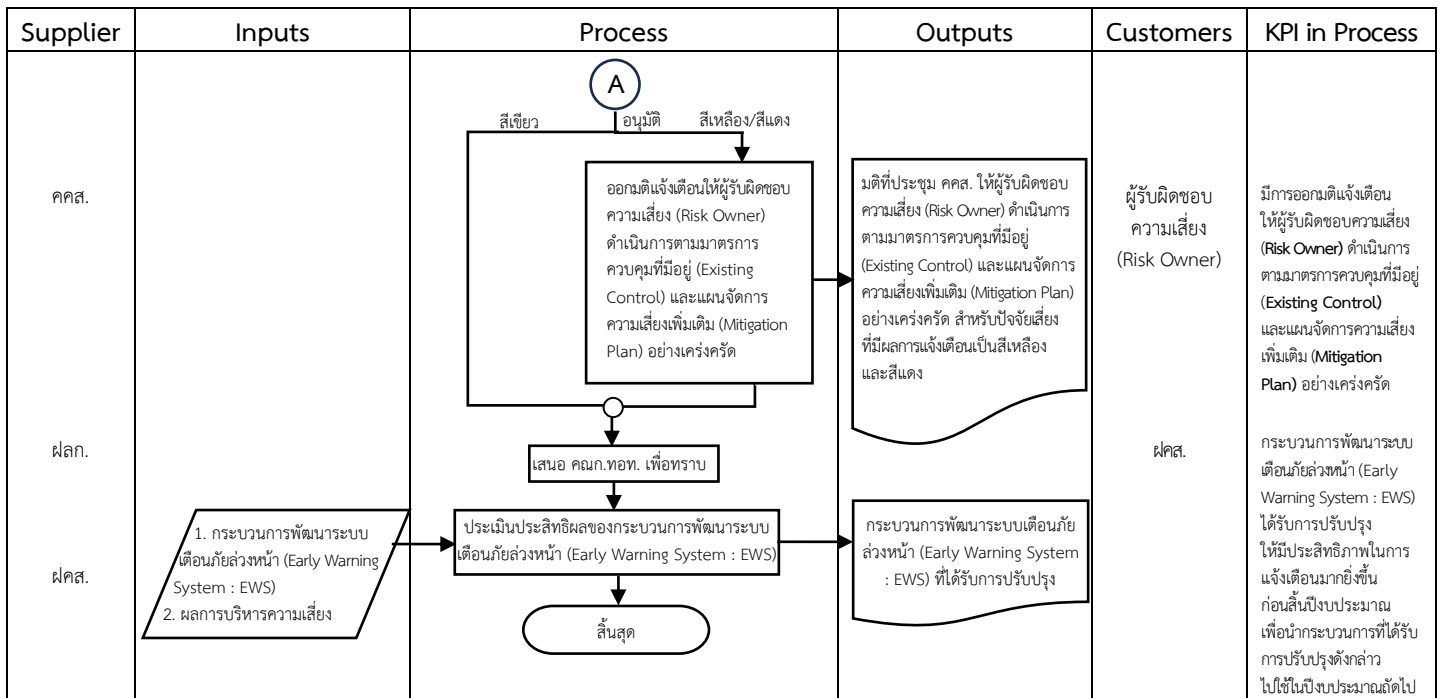 Supplier Inputs Process Outputs Customers KPI in Process
A
สีเขียว อนุมัติ สีเหลือง/สีแดง
คคส.
ออกมติแจ้งเตือนให้ผู้รับผิดชอบ
ความเสี่ยง (Risk Owner)
ดำเนินการตามมาตรการ
ควบคุมที่มีอยู่ (Existing
Control) และแผนจัดการ
ความเสี่ยงเพิ่มเติม (Mitigation
Plan) อย่างเคร่งครัด
มติที่ประชุม คคส. ให้ผู้รับผิดชอบ
ความเสี่ยง (Risk Owner) ดำเนินการ
ตามมาตรการควบคุมที่มีอยู่
(Existing Control) และแผนจัดการ
ความเสี่ยงเพิ่มเติม (Mitigation Plan)
อย่างเคร่งครัด สำหรับปัจจัยเสี่ยง
ที่มีผลการแจ้งเตือนเป็นสีเหลือง
และสีแดง
ผู้รับผิดชอบ
ความเสี่ยง
(Risk Owner)
มีการออกมติแจ้งเตือน
ให้ผู้รับผิดชอบความเสี่ยง
(Risk Owner) ดำเนินการ
ตามมาตรการควบคุมที่มีอยู่
(Existing Control)
และแผนจัดการความเสี่ยง
เพิ่มเติม (Mitigation
Plan) อย่างเคร่งครัด
ฝลก.
เสนอ คณก.ทอท. เพื่อทราบ
ฝคส.
1. กระบวนการพัฒนาระบบ
เตือนภัยล่วงหน้า (Early Warning
System : EWS)
2. ผลการบริหารความเสี่ยง
ประเมินประสิทธิผลของกระบวนการพัฒนาระบบ
เตือนภัยล่วงหน้า (Early Warning System : EWS)
สิ้นสุด
กระบวนการพัฒนาระบบเตือนภัย
ล่วงหน้า (Early Warning System
: EWS) ที่ได้รับการปรับปรุง
ฝคส.
กระบวนการพัฒนาระบบ
เตือนภัยล่วงหน้า (Early
Warning System : EWS)
ได้รับการปรับปรุง
ให้มีประสิทธิภาพในการ
แจ้งเตือนมากยิ่งขึ้น
ก่อนสิ้นปีงบประมาณ
เพื่อนำกระบวนการที่ได้รับ
การปรับปรุงดังกล่าว
ไปใช้ในปีงบประมาณถัดไป